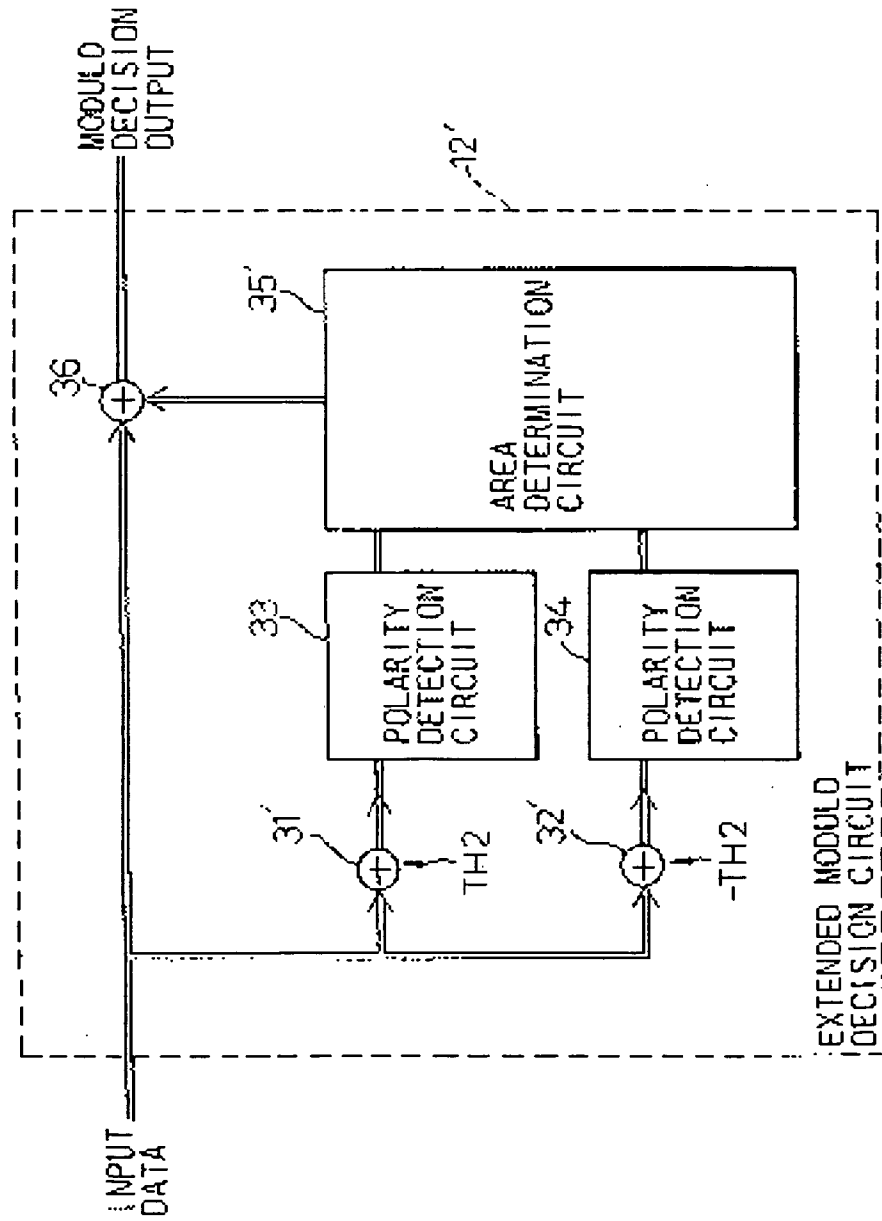 INPUT
DATA
MODULO
DECISION
OUTPUT
12'
36
31'
TH2
33
POLARITY
DETECTION
CIRCUIT
32'
-TH2
34
POLARITY
DETECTION
CIRCUIT
35'
AREA
DETERMINATION
CIRCUIT
EXTENDED MODULO
DECISION CIRCUIT